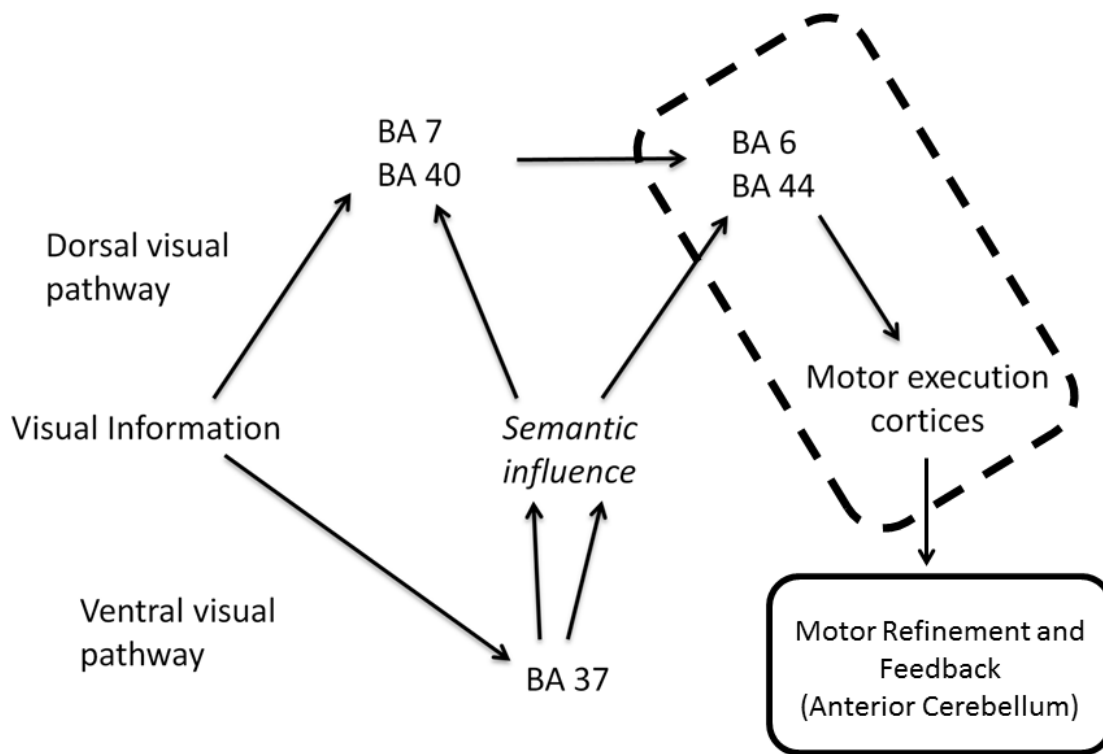 BA 7
BA 40
BA 6
BA 44
Dorsal visual
pathway
Motor execution
cortices
Visual Information
Semantic
influence
Ventral visual
pathway
BA 37
Motor Refinement and
Feedback
(Anterior Cerebellum)